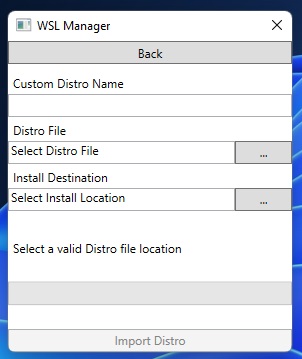 WSL Manager
Back
Custom Distro Name
Distro File
Select Distro File
...
Install Destination
Select Install Location
...
Select a valid Distro file location
Import Distro